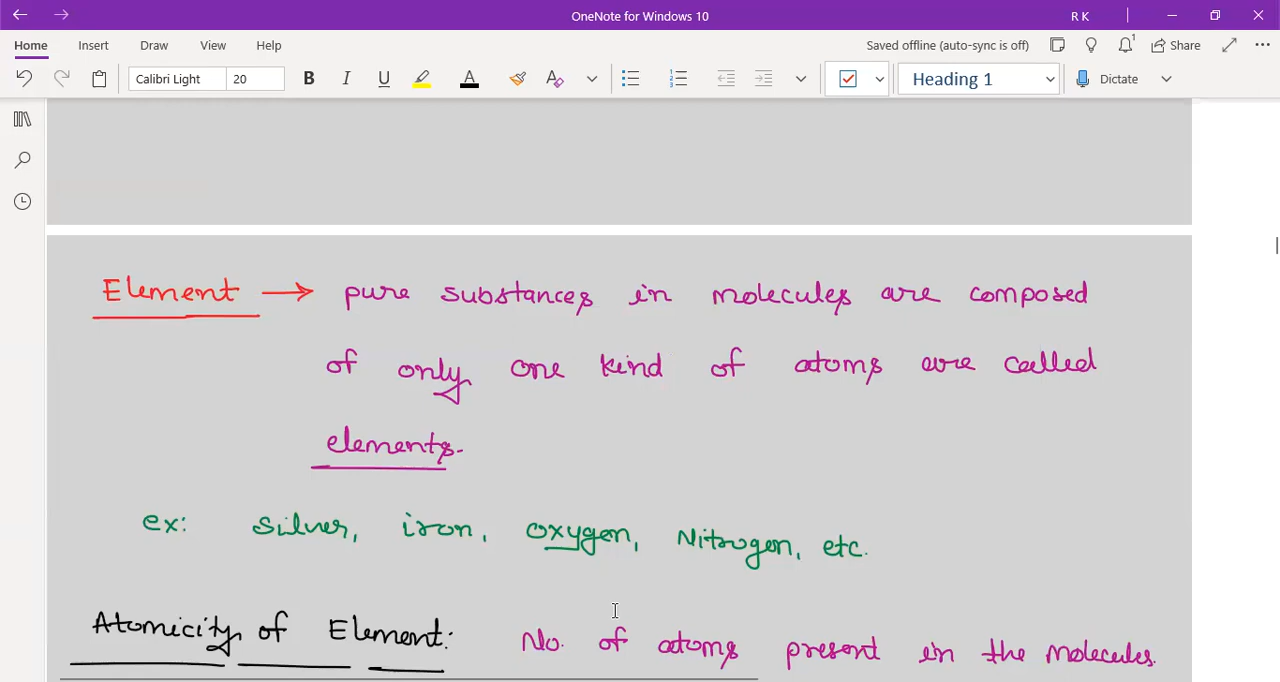 OneNote for Windows 10
R K
Home Insert Draw View Help
Saved offline (auto-sync is off)
1
Share
Calibri Light 20 B I U A A Heading 1 Dictate
Element → pure substances in molecules are composed
of only one kind of atoms are called
elements.
ex: Silver, iron, oxygen, Nitrogen, etc.
Atomicity of Element: No. of atoms present in the molecules.